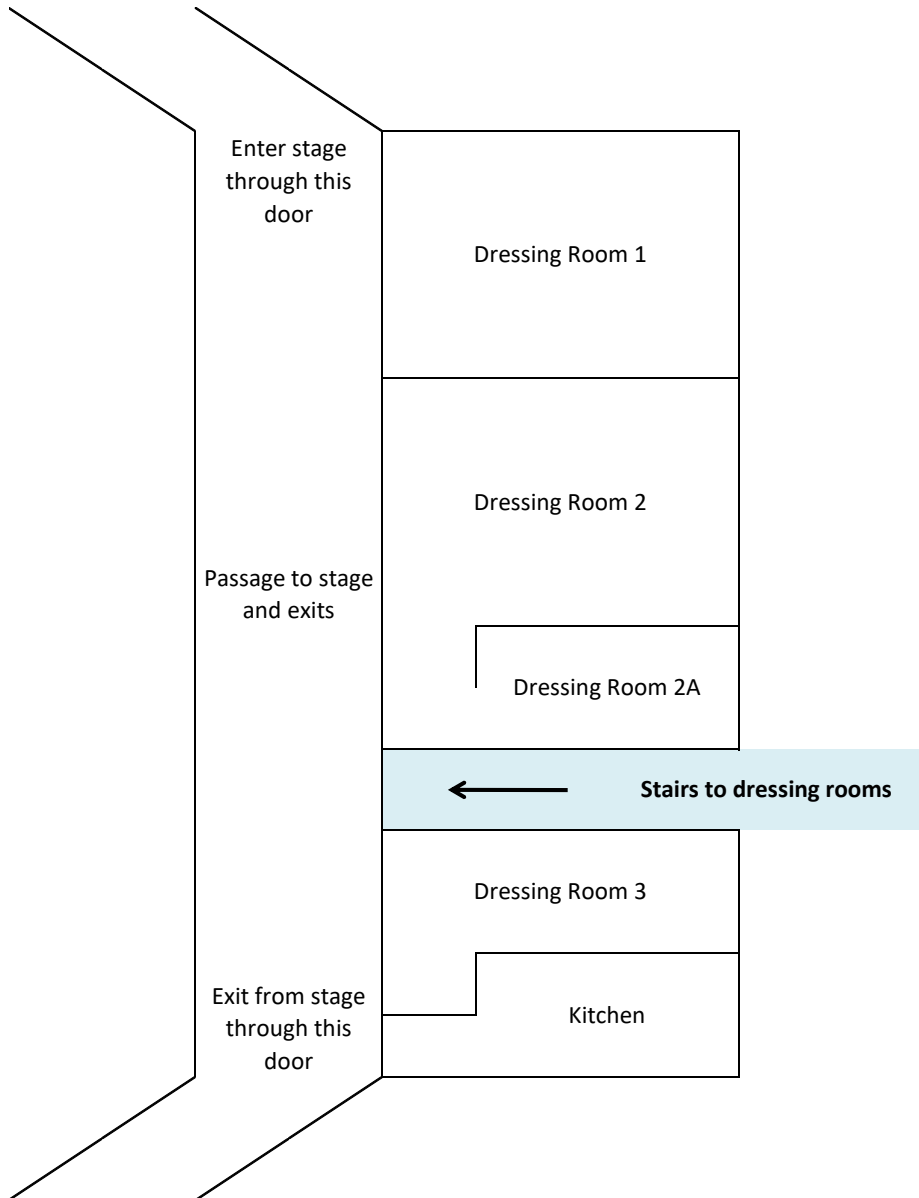 Enter stage
through this
door
Dressing Room 1
Dressing Room 2
Passage to stage
and exits
Dressing Room 2A
Stairs to dressing rooms
Dressing Room 3
Exit from stage
through this
door
Kitchen